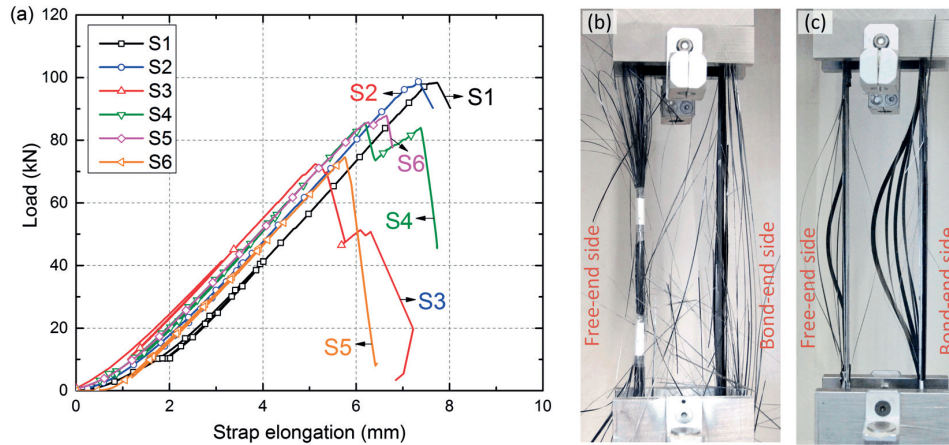 (a)
S1
S2
S3
S4
S5
S6
120
100
80
60
40
20
0
Load (kN)
0 2 4 6 8 10
Strap elongation (mm)
S2
S1
S6
S4
S3
S5
(b)
Free-end side
Bond-end side
(c)
Free-end side
Bond-end side